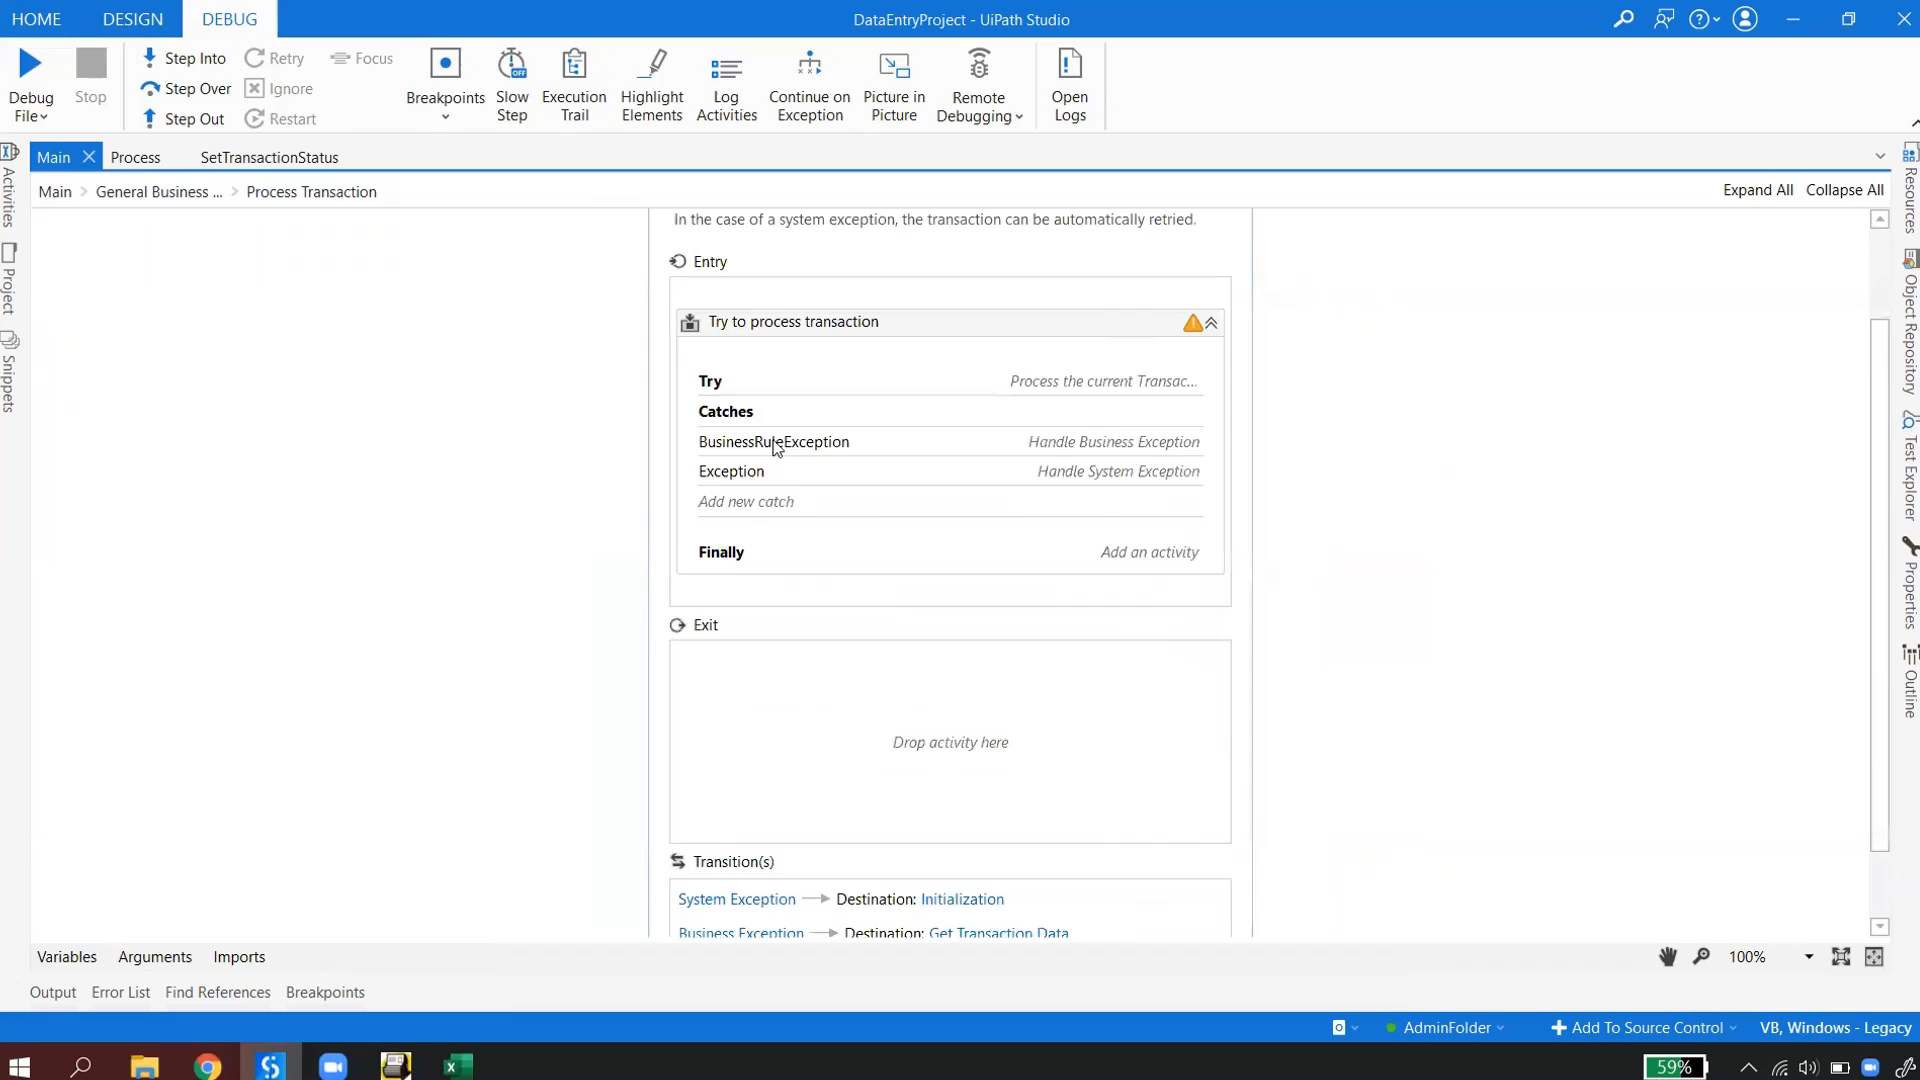 HOME DESIGN DEBUG DataEntryProject - UiPath Studio
Debug File Stop Step Into Retry Focus
Step Over Ignore
Step Out Restart
Breakpoints Slow Step Execution Trail Highlight Elements Log Activities Continue on Exception Picture in Picture Remote Debugging Open Logs
Main Process SetTransactionStatus
Main > General Business ... > Process Transaction Expand All Collapse All
Activities
Project
Snippets
In the case of a system exception, the transaction can be automatically retried.
Entry
Try to process transaction
Try Process the current Transac...
Catches
BusinessRuleException Handle Business Exception
Exception Handle System Exception
Add new catch
Finally Add an activity
Exit
Drop activity here
Transition(s)
System Exception Destination: Initialization
Business Exception Destination: Get Transaction Data
Resources
Object Repository
Test Explorer
Properties
Outline
Variables Arguments Imports 100%
Output Error List Find References Breakpoints
AdminFolder Add To Source Control VB, Windows - Legacy
59%